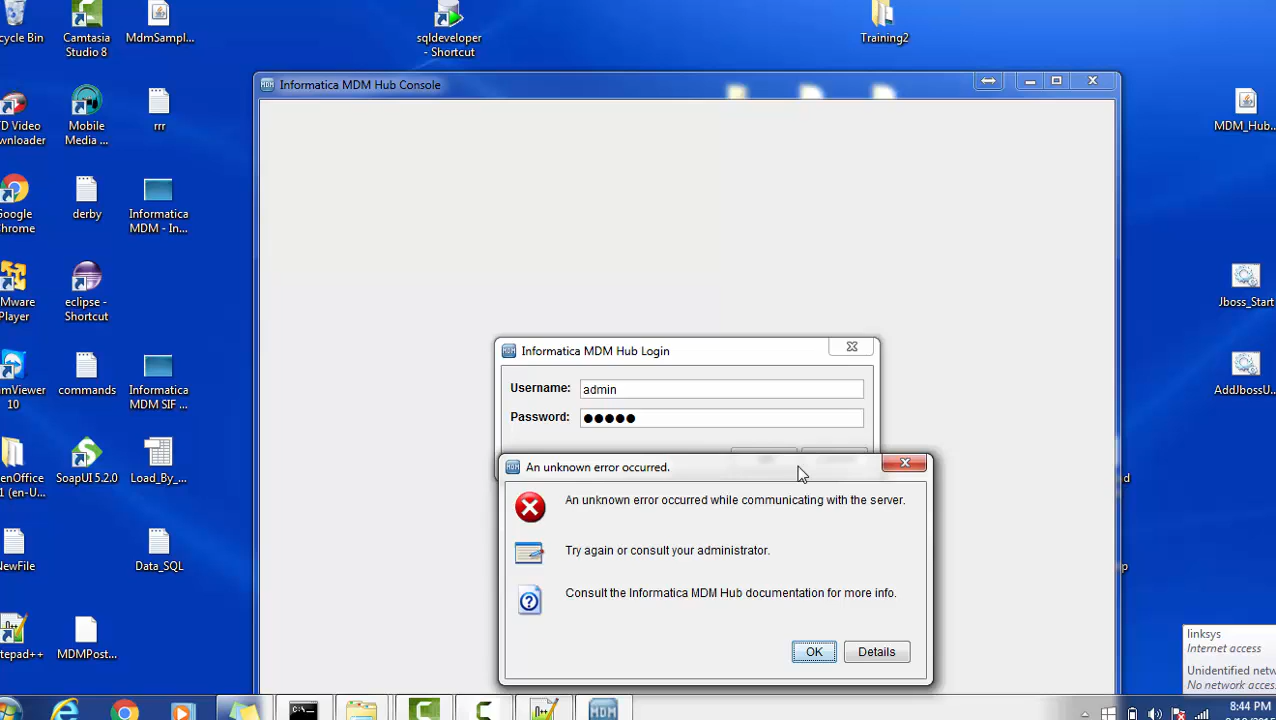 cycle Bin
Camtasia
Studio 8
MdmSampl...
sqldeveloper
- Shortcut
Training2
Informatica MDM Hub Console
TD Video
wnloader
Mobile
Media ...
rrr
MDM_Hub...
Google
Chrome
derby
Informatica
MDM - In...
Mware
Player
eclipse -
Shortcut
Jboss_Start
Informatica MDM Hub Login
Username:
admin
Password:
●●●●●
mViewer
10
commands
Informatica
MDM SIF ...
AddJbossU...
An unknown error occurred.
enOffice
1 (en-U...
SoapUI 5.2.0
Load_By_...
d
An unknown error occurred while communicating with the server.
Try again or consult your administrator.
NewFile
Data_SQL
p
Consult the Informatica MDM Hub documentation for more info.
OK
Details
tepad++
MDMPost...
linksys
Internet access
Unidentified netw
No network access
8:44 PM